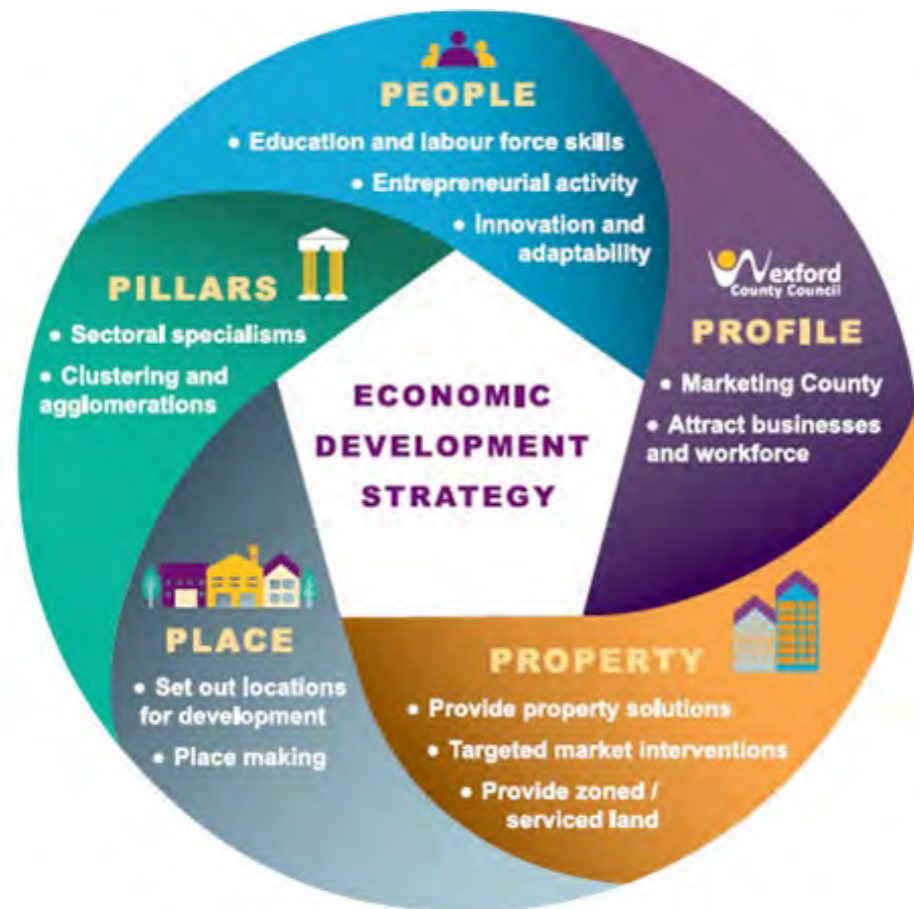 PEOPLE
• Education and labour force skills
• Entrepreneurial activity
• Innovation and
adaptability
Wexford
County Council
PROFILE
• Marketing County
• Attract businesses
and workforce
PROPERTY
• Provide property solutions
• Targeted market interventions
• Provide zoned /
serviced land
PLACE
• Set out locations
for development
• Place making
PILLARS
• Sectoral specialisms
• Clustering and
agglomerations
ECONOMIC
DEVELOPMENT
STRATEGY